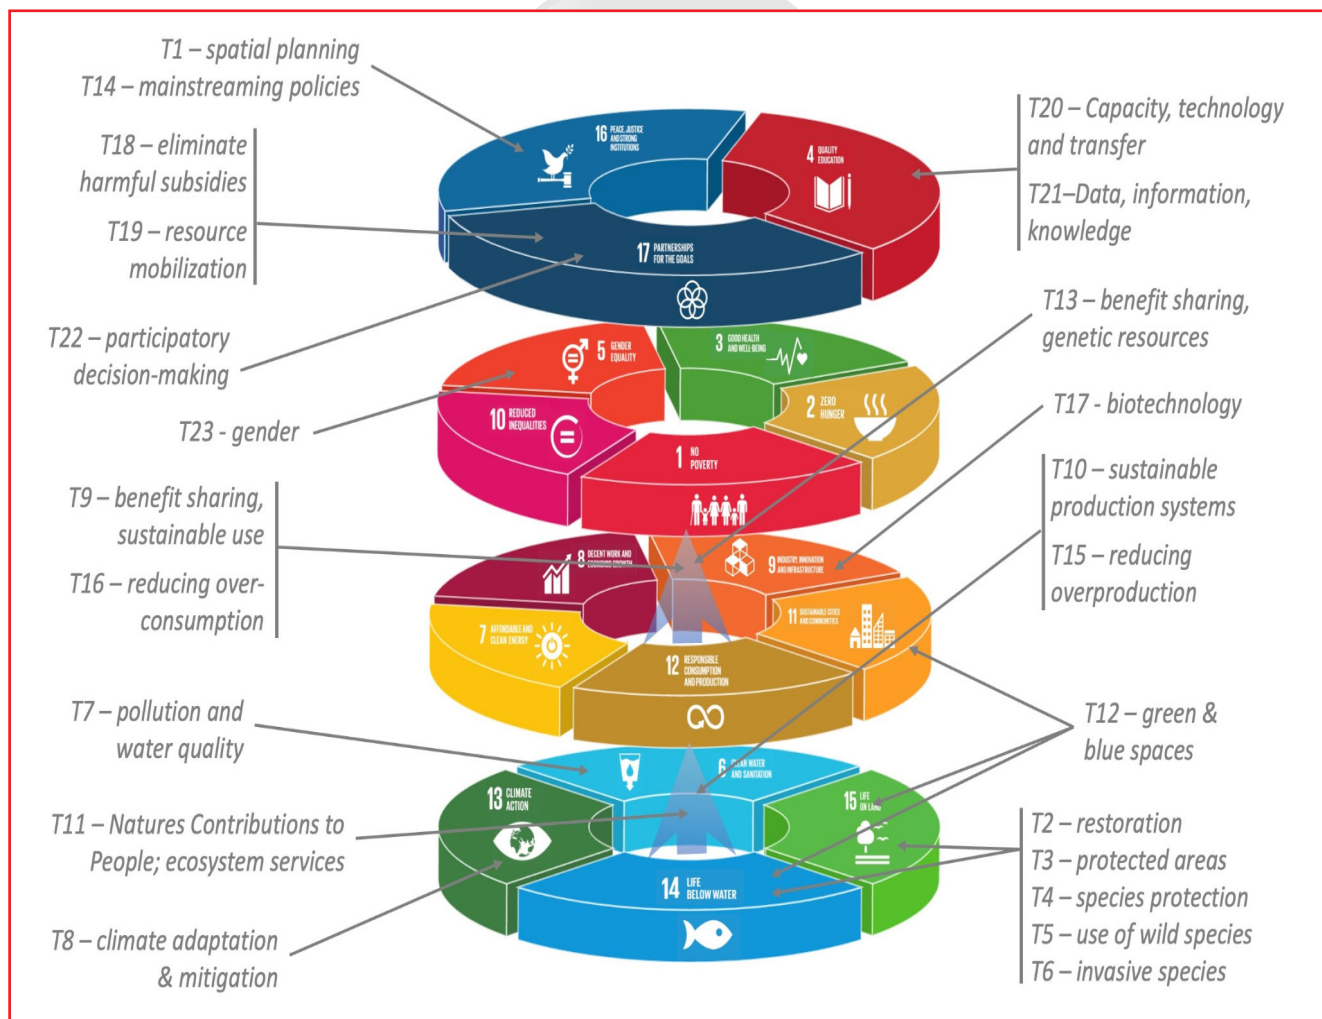 T1 – spatial planning
T14 – mainstreaming policies
T18 – eliminate
harmful subsidies
T19 – resource
mobilization
T22 – participatory
decision-making
T23 - gender
T9 – benefit sharing,
sustainable use
T16 – reducing over-
consumption
T7 – pollution and
water quality
T11 – Natures Contributions to
People; ecosystem services
T8 – climate adaptation
& mitigation
16 PEACE, JUSTICE
AND STRONG
INSTITUTIONS
4 QUALITY
EDUCATION
17 PARTNERSHIPS
FOR THE GOALS
5 GENDER
EQUALITY
3 GOOD HEALTH
AND WELL-BEING
10 REDUCED
INEQUALITIES
2 ZERO
HUNGER
1 NO
POVERTY
8 DECENT WORK AND
ECONOMIC GROWTH
9 INDUSTRY, INNOVATION
AND INFRASTRUCTURE
7 AFFORDABLE AND
CLEAN ENERGY
11 SUSTAINABLE CITIES
AND COMMUNITIES
12 RESPONSIBLE
CONSUMPTION
AND PRODUCTION
6 CLEAN WATER
AND SANITATION
13 CLIMATE
ACTION
15 LIFE
ON LAND
14 LIFE
BELOW WATER
T20 – Capacity, technology
and transfer
T21–Data, information,
knowledge
T13 – benefit sharing,
genetic resources
T17 - biotechnology
T10 – sustainable
production systems
T15 – reducing
overproduction
T12 – green &
blue spaces
T2 – restoration
T3 – protected areas
T4 – species protection
T5 – use of wild species
T6 – invasive species